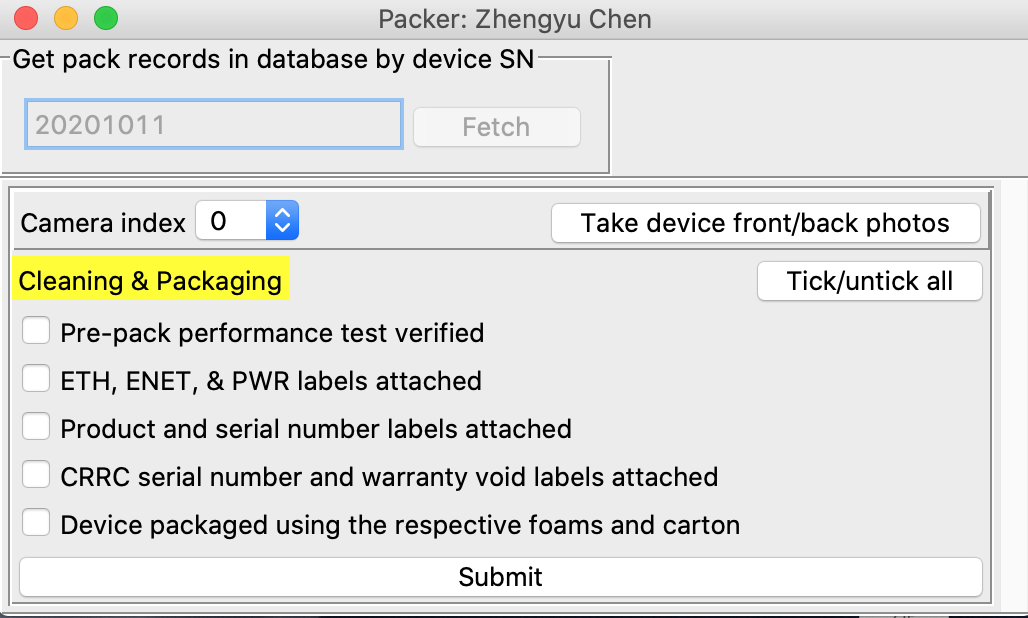 Packer: Zhengyu Chen
Get pack records in database by device SN
20201011 Fetch
Camera index 0 Take device front/back photos
Cleaning & Packaging Tick/untick all
Pre-pack performance test verified
ETH, ENET, & PWR labels attached
Product and serial number labels attached
CRRC serial number and warranty void labels attached
Device packaged using the respective foams and carton
Submit